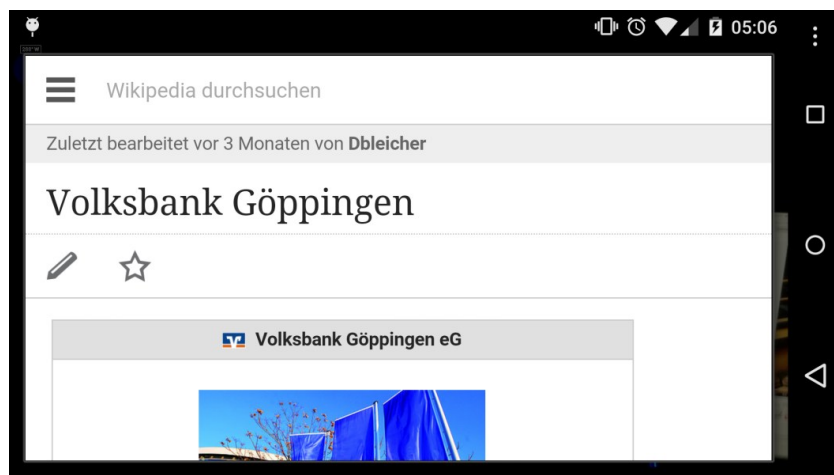 05:06
Wikipedia durchsuchen
Zuletzt bearbeitet vor 3 Monaten von Dbleicher
Volksbank Göppingen
Volksbank Göppingen eG